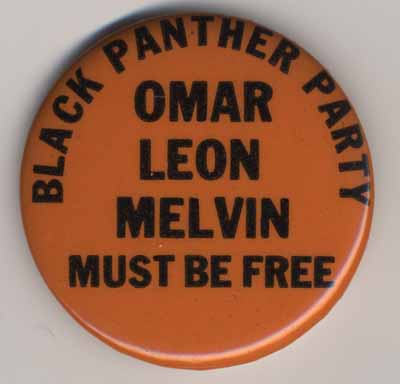 BLACK PANTHER PARTY
OMAR
LEON
MELVIN
MUST BE FREE